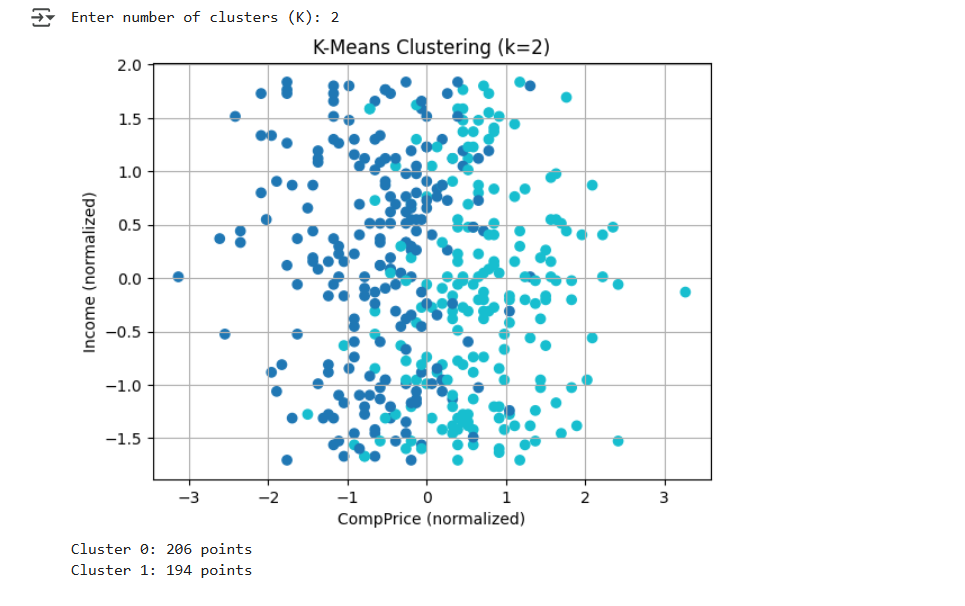 Enter number of clusters (K): 2
K-Means Clustering (k=2)
2.0
1.5
1.0
0.5
0.0
−0.5
−1.0
−1.5
Income (normalized)
−3 −2 −1 0 1 2 3
CompPrice (normalized)
Cluster 0: 206 points
Cluster 1: 194 points